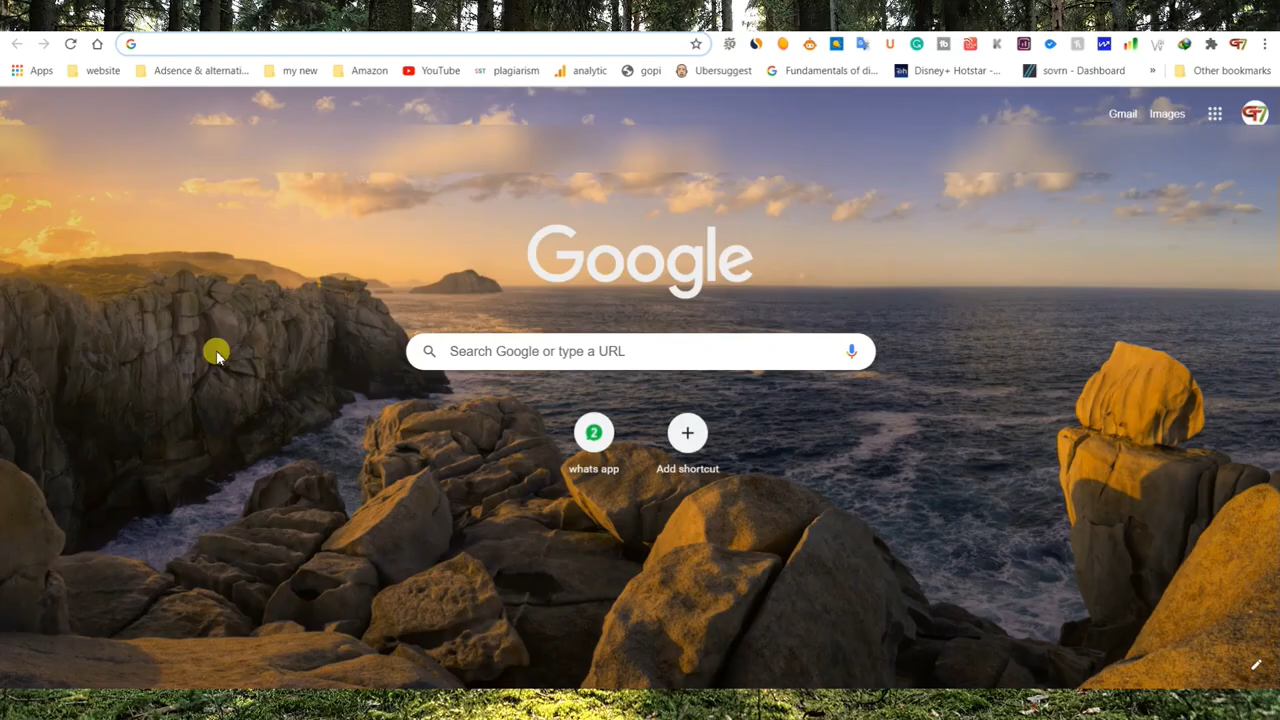 Apps website Adsence & alternati... my new Amazon YouTube SST plagiarism analytic gopi Ubersuggest Fundamentals of di... Disney+ Hotstar -... sovrn - Dashboard » Other bookmarks
Gmail Images
Google
Search Google or type a URL
2
whats app Add shortcut